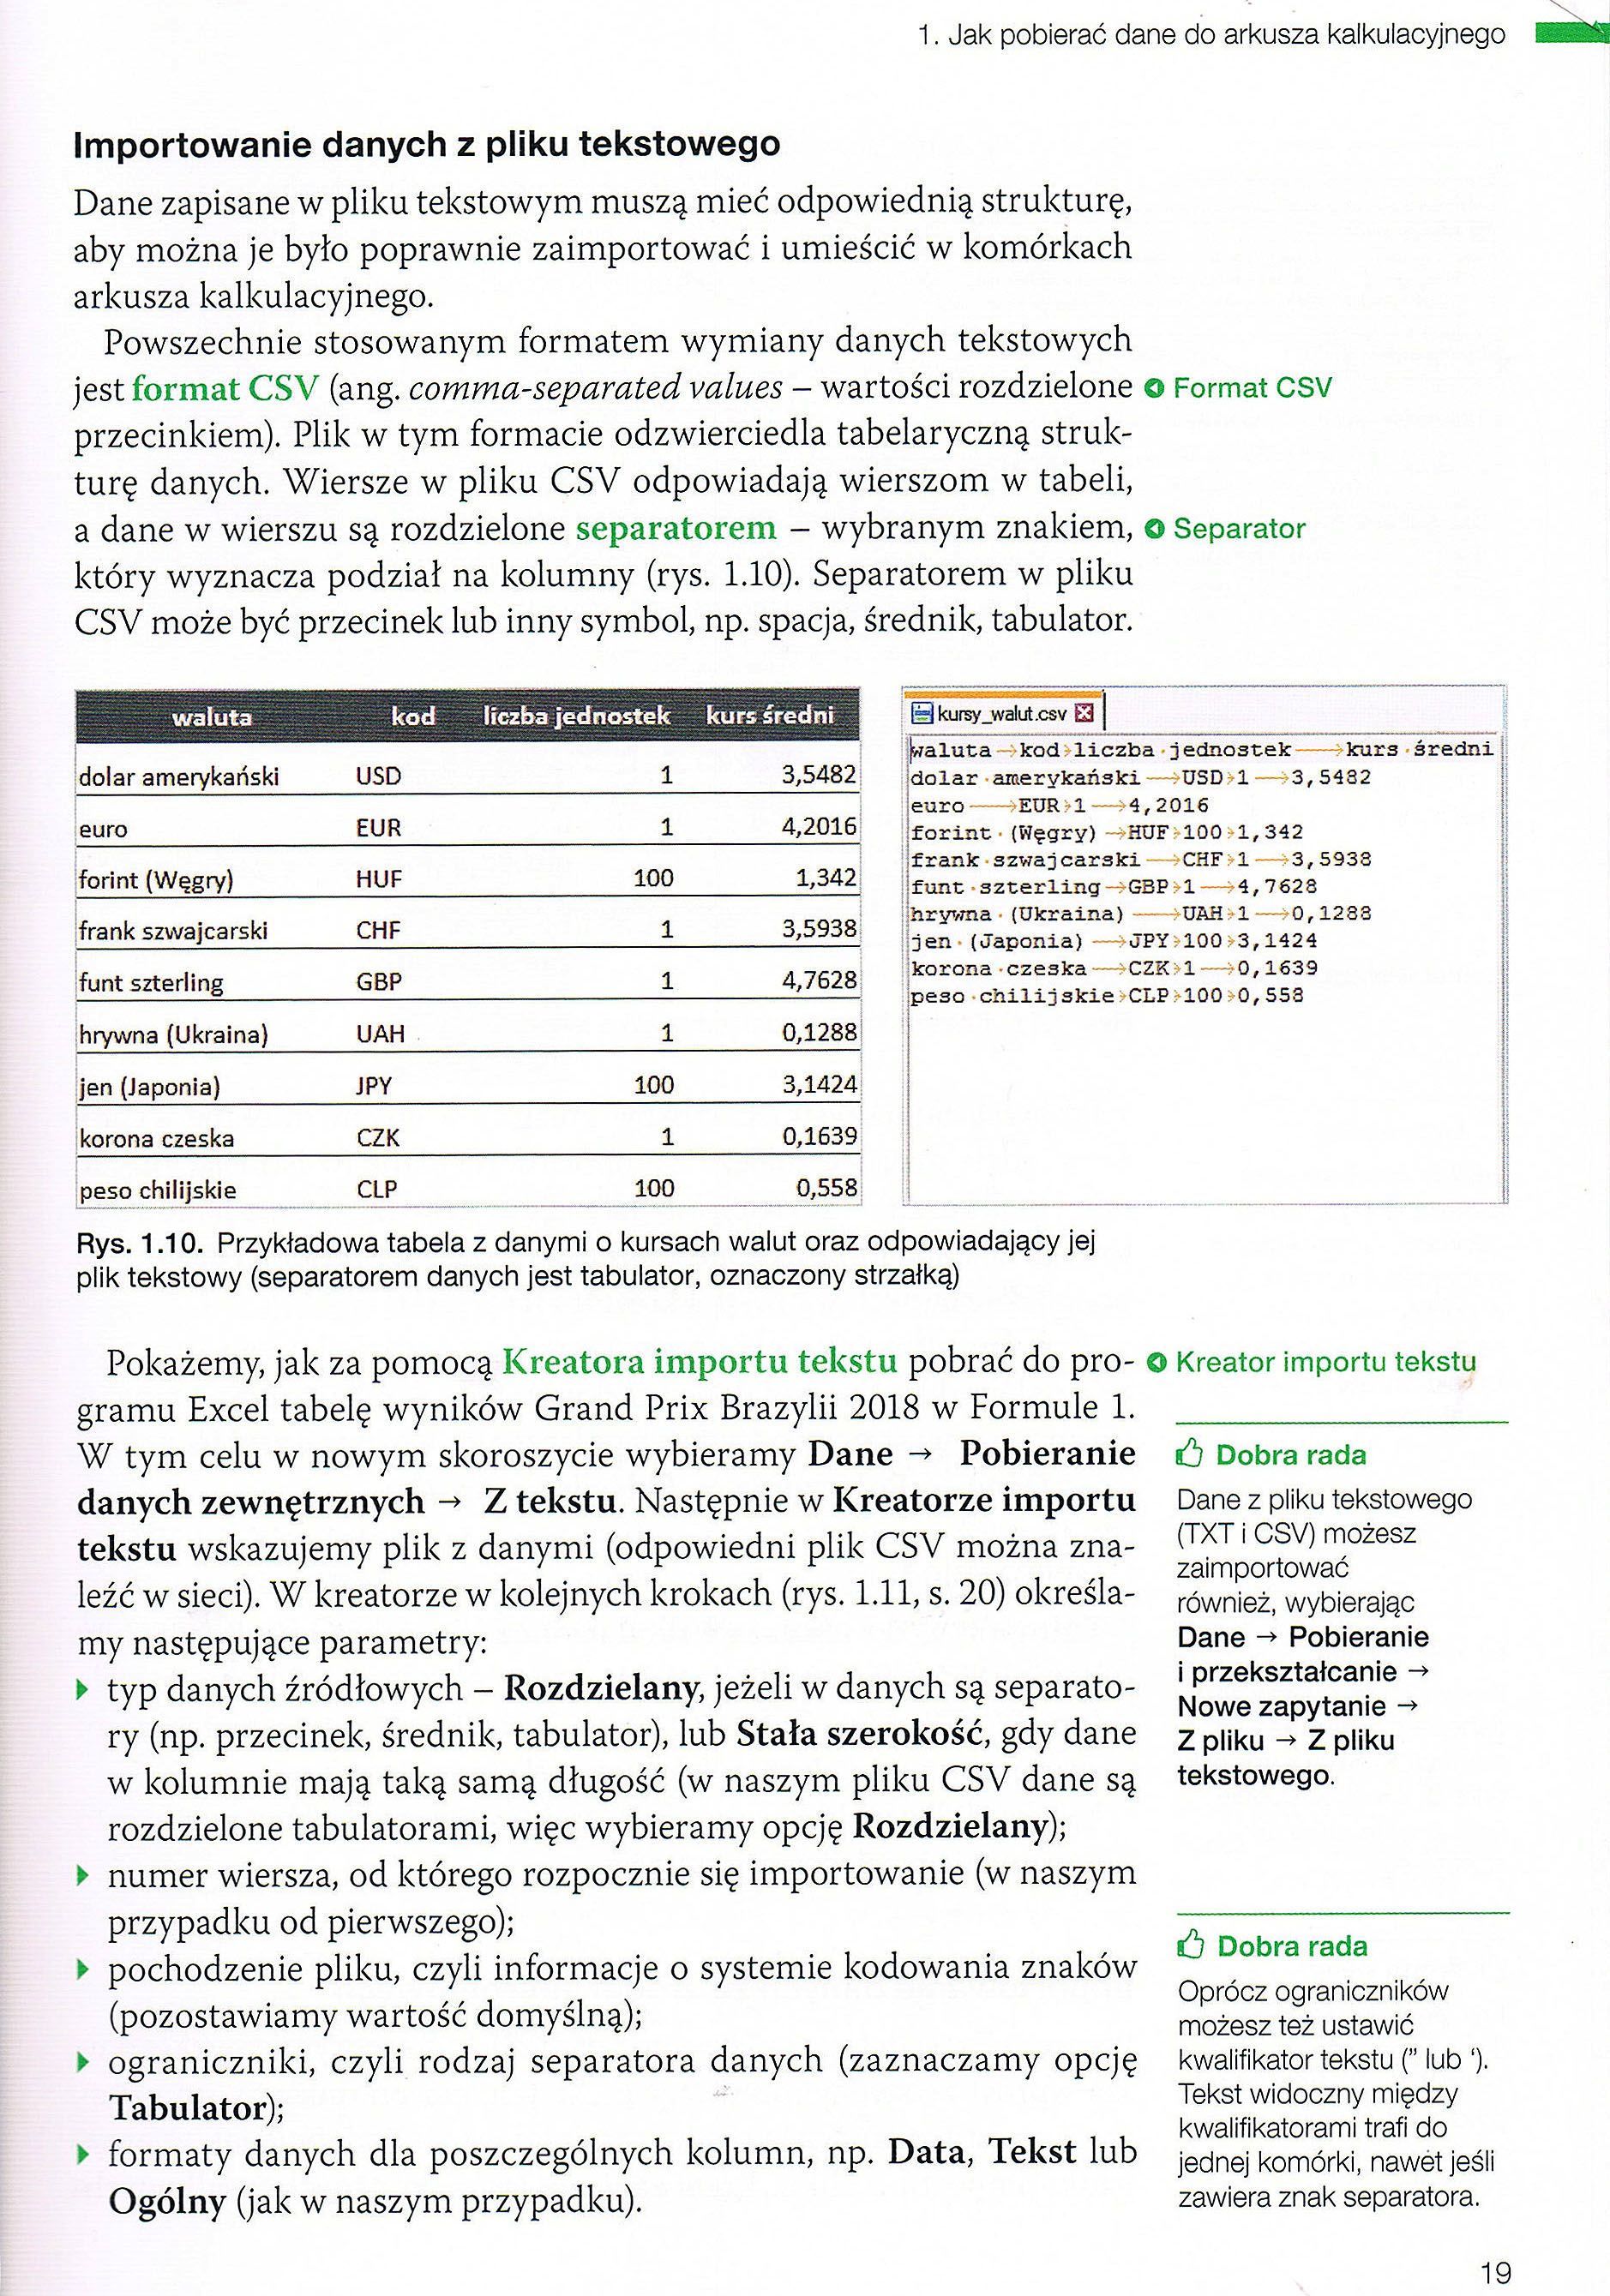 1. Jak pobierać dane do arkusza kalkulacyjnego
Importowanie danych z pliku tekstowego
Dane zapisane w pliku tekstowym muszą mieć odpowiednią strukturę,
aby można je było poprawnie zaimportować i umieścić w komórkach
arkusza kalkulacyjnego.
Powszechnie stosowanym formatem wymiany danych tekstowych
jest format CSV (ang. comma-separated values – wartości rozdzielone
Format CSV
przecinkiem). Plik w tym formacie odzwierciedla tabelaryczną struk-
turę danych. Wiersze w pliku CSV odpowiadają wierszom w tabeli,
a dane w wierszu są rozdzielone separatorem – wybranym znakiem,
Separator
który wyznacza podział na kolumny (rys. 1.10). Separatorem w pliku
CSV może być przecinek lub inny symbol, np. spacja, średnik, tabulator.
waluta kod liczba jednostek kurs średni
dolar amerykański USD 1 3,5482
euro EUR 1 4,2016
forint (Węgry) HUF 100 1,342
frank szwajcarski CHF 1 3,5938
funt szterling GBP 1 4,7628
hrywna (Ukraina) UAH 1 0,1288
jen (Japonia) JPY 100 3,1424
korona czeska CZK 1 0,1639
peso chilijskie CLP 100 0,558
kursy_walut.csv
waluta→kod→liczba·jednostek→kurs·średni
dolar·amerykański→USD→1→3,5482
euro→EUR→1→4,2016
forint·(Węgry)→HUF→100→1,342
frank·szwajcarski→CHF→1→3,5938
funt·szterling→GBP→1→4,7628
hrywna·(Ukraina)→UAH→1→0,1288
jen·(Japonia)→JPY→100→3,1424
korona·czeska→CZK→1→0,1639
peso·chilijskie→CLP→100→0,558
Rys. 1.10. Przykładowa tabela z danymi o kursach walut oraz odpowiadający jej
plik tekstowy (separatorem danych jest tabulator, oznaczony strzałką)
Pokażemy, jak za pomocą Kreatora importu tekstu pobrać do pro-
Kreator importu tekstu
gramu Excel tabelę wyników Grand Prix Brazylii 2018 w Formule 1.
W tym celu w nowym skoroszycie wybieramy Dane → Pobieranie
danych zewnętrznych → Z tekstu. Następnie w Kreatorze importu
tekstu wskazujemy plik z danymi (odpowiedni plik CSV można zna-
leźć w sieci). W kreatorze w kolejnych krokach (rys. 1.11, s. 20) określa-
my następujące parametry:
▸ typ danych źródłowych – Rozdzielany, jeżeli w danych są separato-
ry (np. przecinek, średnik, tabulator), lub Stała szerokość, gdy dane
w kolumnie mają taką samą długość (w naszym pliku CSV dane są
rozdzielone tabulatorami, więc wybieramy opcję Rozdzielany);
▸ numer wiersza, od którego rozpocznie się importowanie (w naszym
przypadku od pierwszego);
▸ pochodzenie pliku, czyli informacje o systemie kodowania znaków
(pozostawiamy wartość domyślną);
▸ ograniczniki, czyli rodzaj separatora danych (zaznaczamy opcję
Tabulator);
▸ formaty danych dla poszczególnych kolumn, np. Data, Tekst lub
Ogólny (jak w naszym przypadku).
Dobra rada
Dane z pliku tekstowego
(TXT i CSV) możesz
zaimportować
również, wybierając
Dane → Pobieranie
i przekształcanie →
Nowe zapytanie →
Z pliku → Z pliku
tekstowego.
Dobra rada
Oprócz ograniczników
możesz też ustawić
kwalifikator tekstu (” lub ‘).
Tekst widoczny między
kwalifikatorami trafi do
jednej komórki, nawet jeśli
zawiera znak separatora.
19